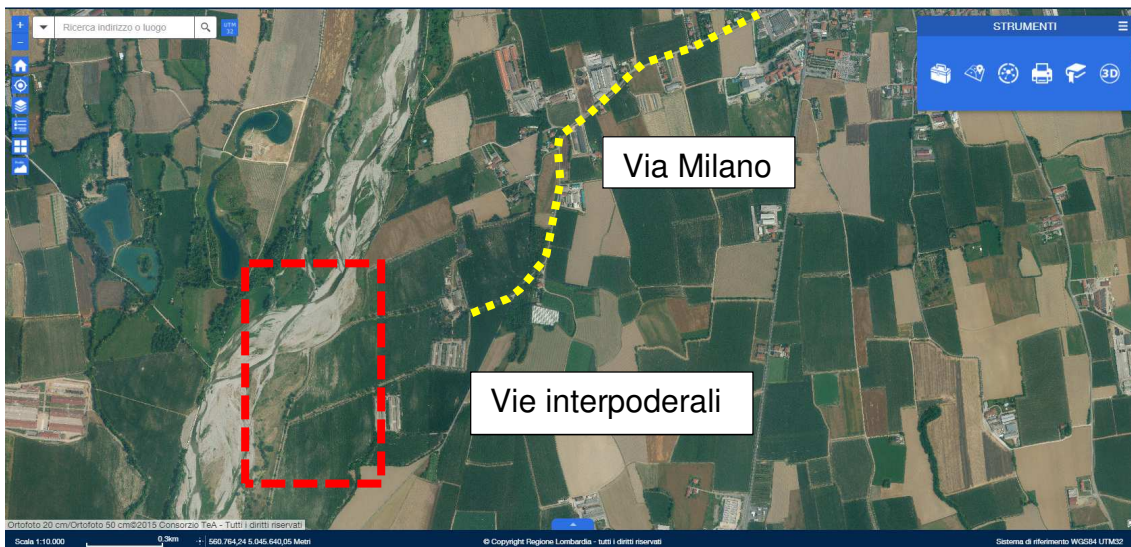 +
Ricerca indirizzo o luogo
UTM
32
−
STRUMENTI
3D
Via Milano
Vie interpoderali
Ortofoto 20 cm/Ortofoto 50 cm©2015 Consorzio TeA - Tutti i diritti riservati
Scala 1:10.000
0.3km
560.764,24 5.045.640,05 Metri
© Copyright Regione Lombardia - tutti i diritti riservati
Sistema di riferimento WGS84 UTM32